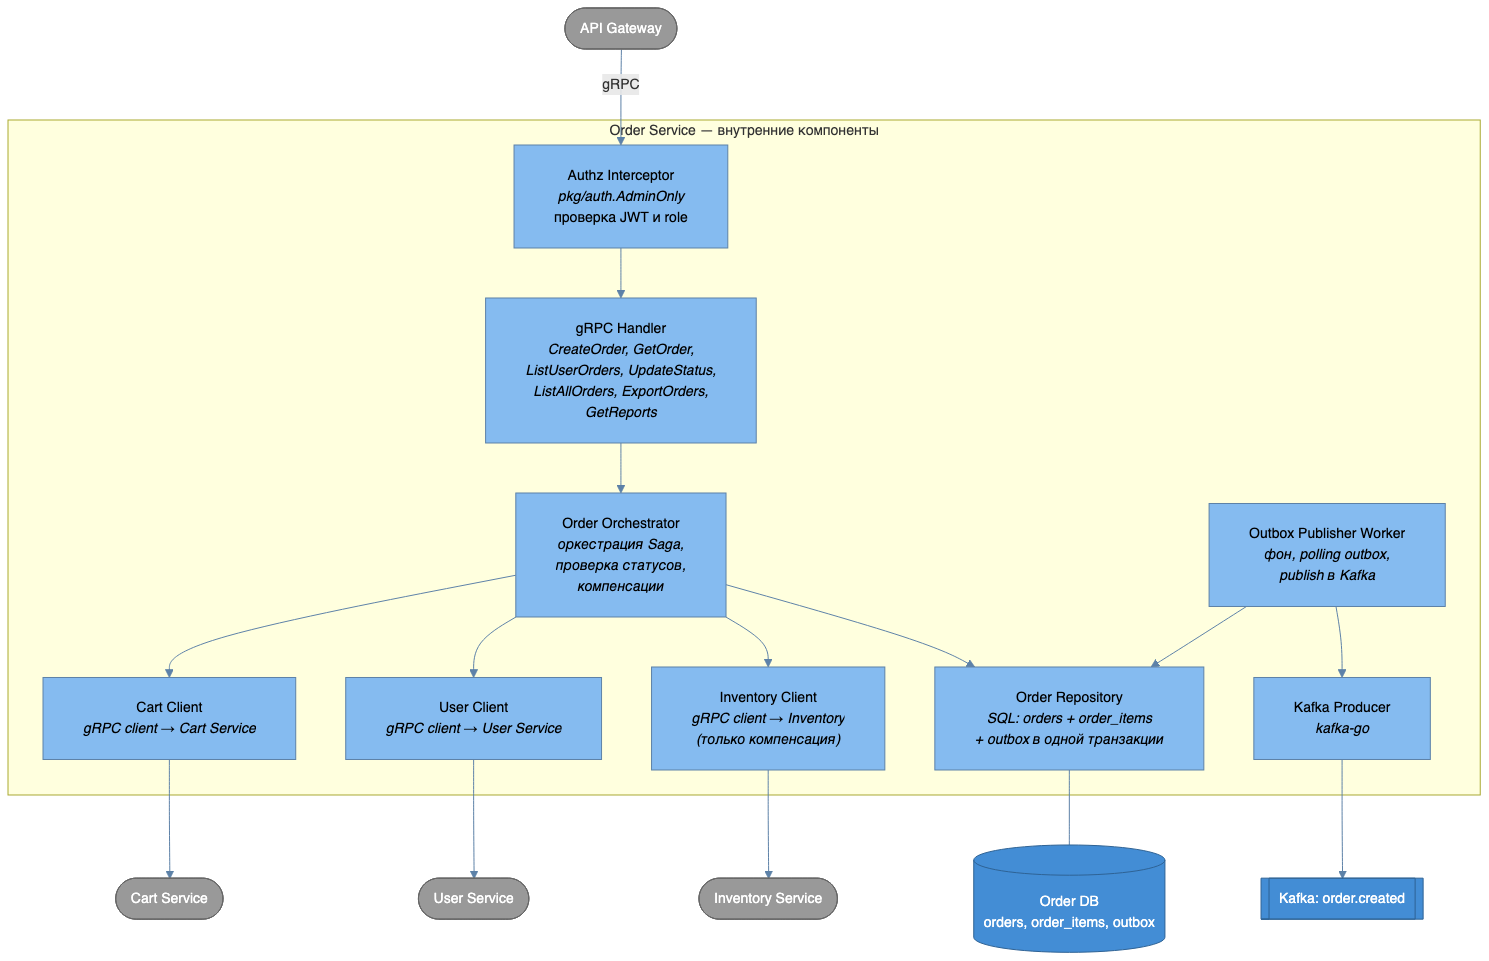 API Gateway
gRPC
Order Service — внутренние компоненты
Authz Interceptor
pkg/auth.AdminOnly
проверка JWT и role
gRPC Handler
CreateOrder, GetOrder,
ListUserOrders, UpdateStatus,
ListAllOrders, ExportOrders,
GetReports
Order Orchestrator
оркестрация Saga,
проверка статусов,
компенсации
Outbox Publisher Worker
фон, polling outbox,
publish в Kafka
Cart Client
gRPC client → Cart Service
User Client
gRPC client → User Service
Inventory Client
gRPC client → Inventory
(только компенсация)
Order Repository
SQL: orders + order_items
+ outbox в одной транзакции
Kafka Producer
kafka-go
Cart Service
User Service
Inventory Service
Order DB
orders, order_items, outbox
Kafka: order.created